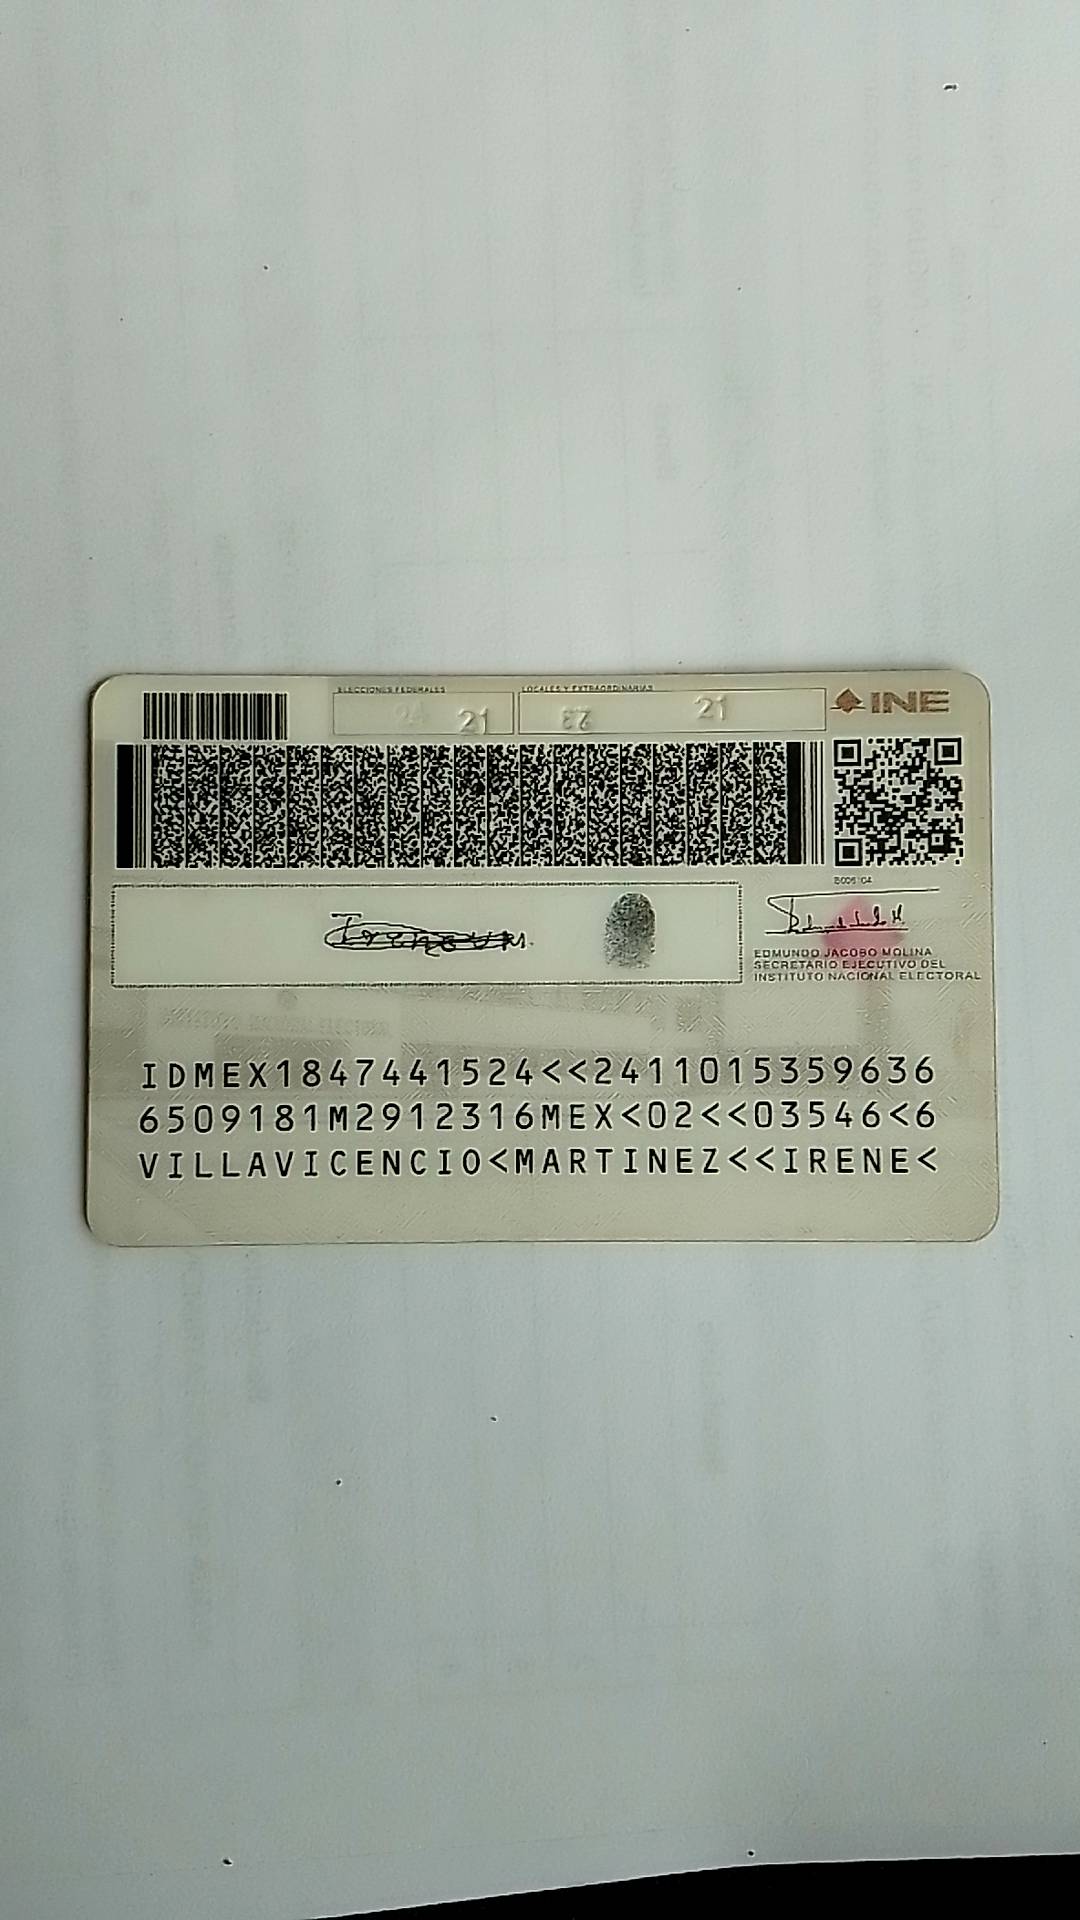 ELECCIONES FEDERALES LOCALES Y EXTRAORDINARIAS
24 21 23 21 INE
EDMUNDO JACOBO MOLINA
SECRETARIO EJECUTIVO DEL
INSTITUTO NACIONAL ELECTORAL
IDMEX1847441524<<2411015359636
6509181M2912316MEX<02<<03546<6
VILLAVICENCIO<MARTINEZ<<IRENE<